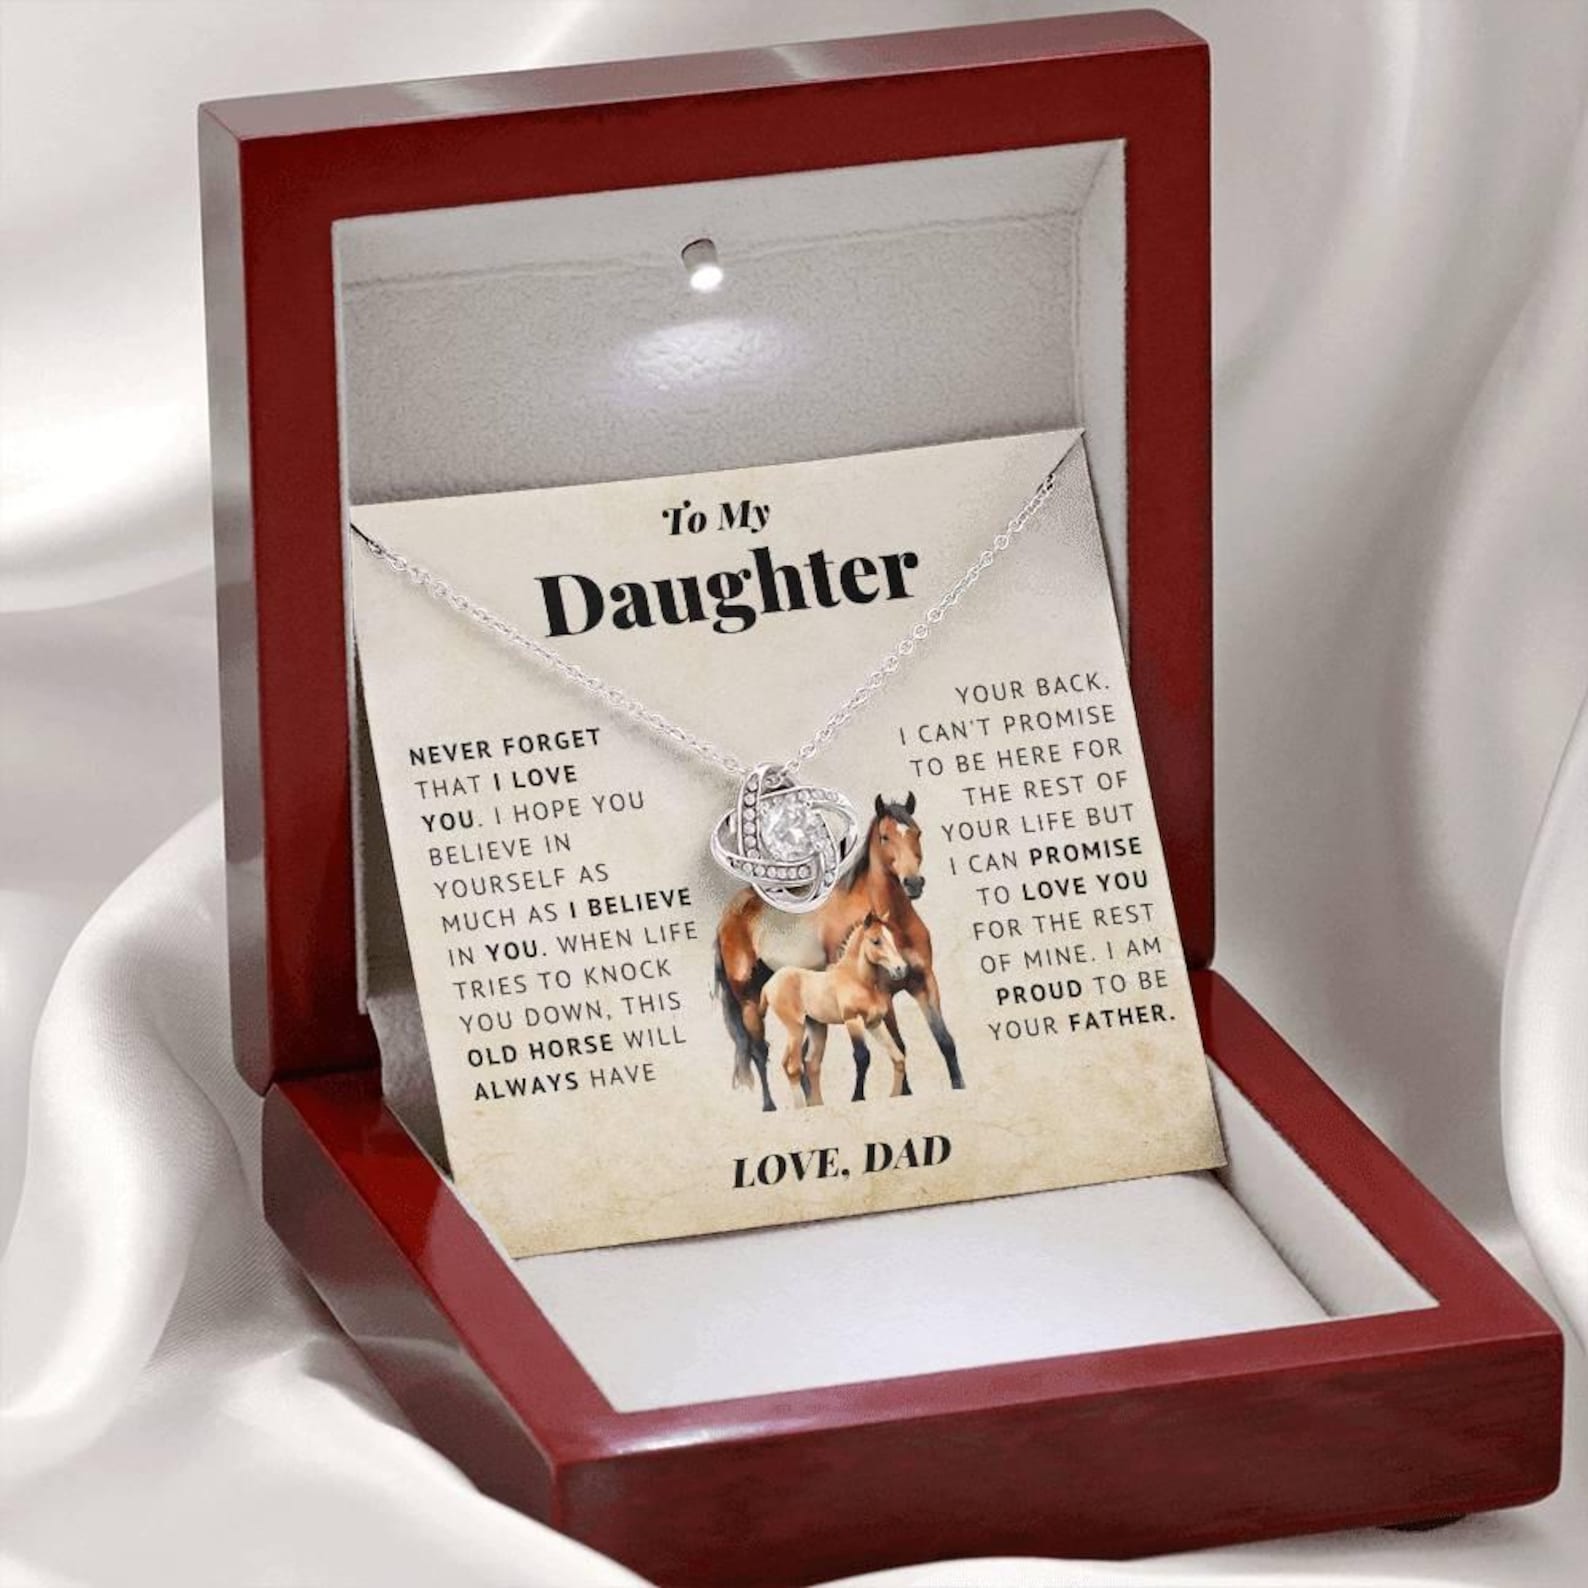 To My
Daughter
NEVER FORGET
THAT I LOVE
YOU. I HOPE YOU
BELIEVE IN
YOURSELF AS
MUCH AS I BELIEVE
IN YOU. WHEN LIFE
TRIES TO KNOCK
YOU DOWN, THIS
OLD HORSE WILL
ALWAYS HAVE
YOUR BACK.
I CAN'T PROMISE
TO BE HERE FOR
THE REST OF
YOUR LIFE BUT
I CAN PROMISE
TO LOVE YOU
FOR THE REST
OF MINE. I AM
PROUD TO BE
YOUR FATHER.
LOVE, DAD